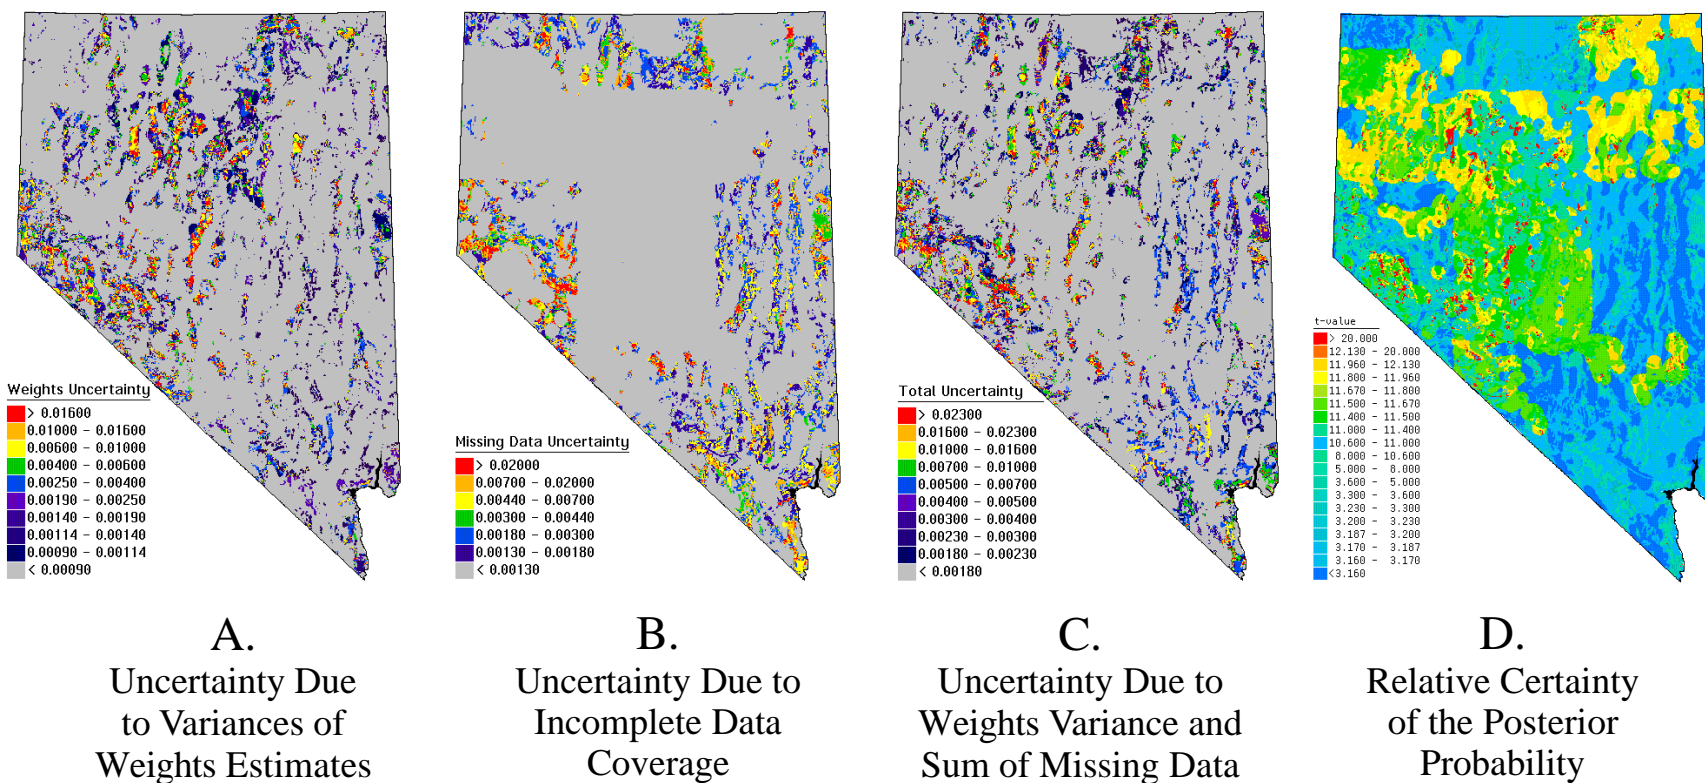 Weights Uncertainty
> 0.01600
0.01000 - 0.01600
0.00600 - 0.01000
0.00400 - 0.00600
0.00250 - 0.00400
0.00190 - 0.00250
0.00140 - 0.00190
0.00114 - 0.00140
0.00090 - 0.00114
< 0.00090
A.
Uncertainty Due
to Variances of
Weights Estimates
Missing Data Uncertainty
> 0.02000
0.00700 - 0.02000
0.00440 - 0.00700
0.00300 - 0.00440
0.00180 - 0.00300
0.00130 - 0.00180
< 0.00130
B.
Uncertainty Due to
Incomplete Data
Coverage
Total Uncertainty
> 0.02300
0.01600 - 0.02300
0.01000 - 0.01600
0.00700 - 0.01000
0.00500 - 0.00700
0.00400 - 0.00500
0.00300 - 0.00400
0.00230 - 0.00300
0.00180 - 0.00230
< 0.00180
C.
Uncertainty Due to
Weights Variance and
Sum of Missing Data
t-value
> 20.000
12.130 - 20.000
11.960 - 12.130
11.800 - 11.960
11.670 - 11.800
11.500 - 11.670
11.400 - 11.500
11.000 - 11.400
10.600 - 11.000
8.000 - 10.600
5.000 - 8.000
3.600 - 5.000
3.300 - 3.600
3.230 - 3.300
3.200 - 3.230
3.187 - 3.200
3.170 - 3.187
3.160 - 3.170
<3.160
D.
Relative Certainty
of the Posterior
Probability